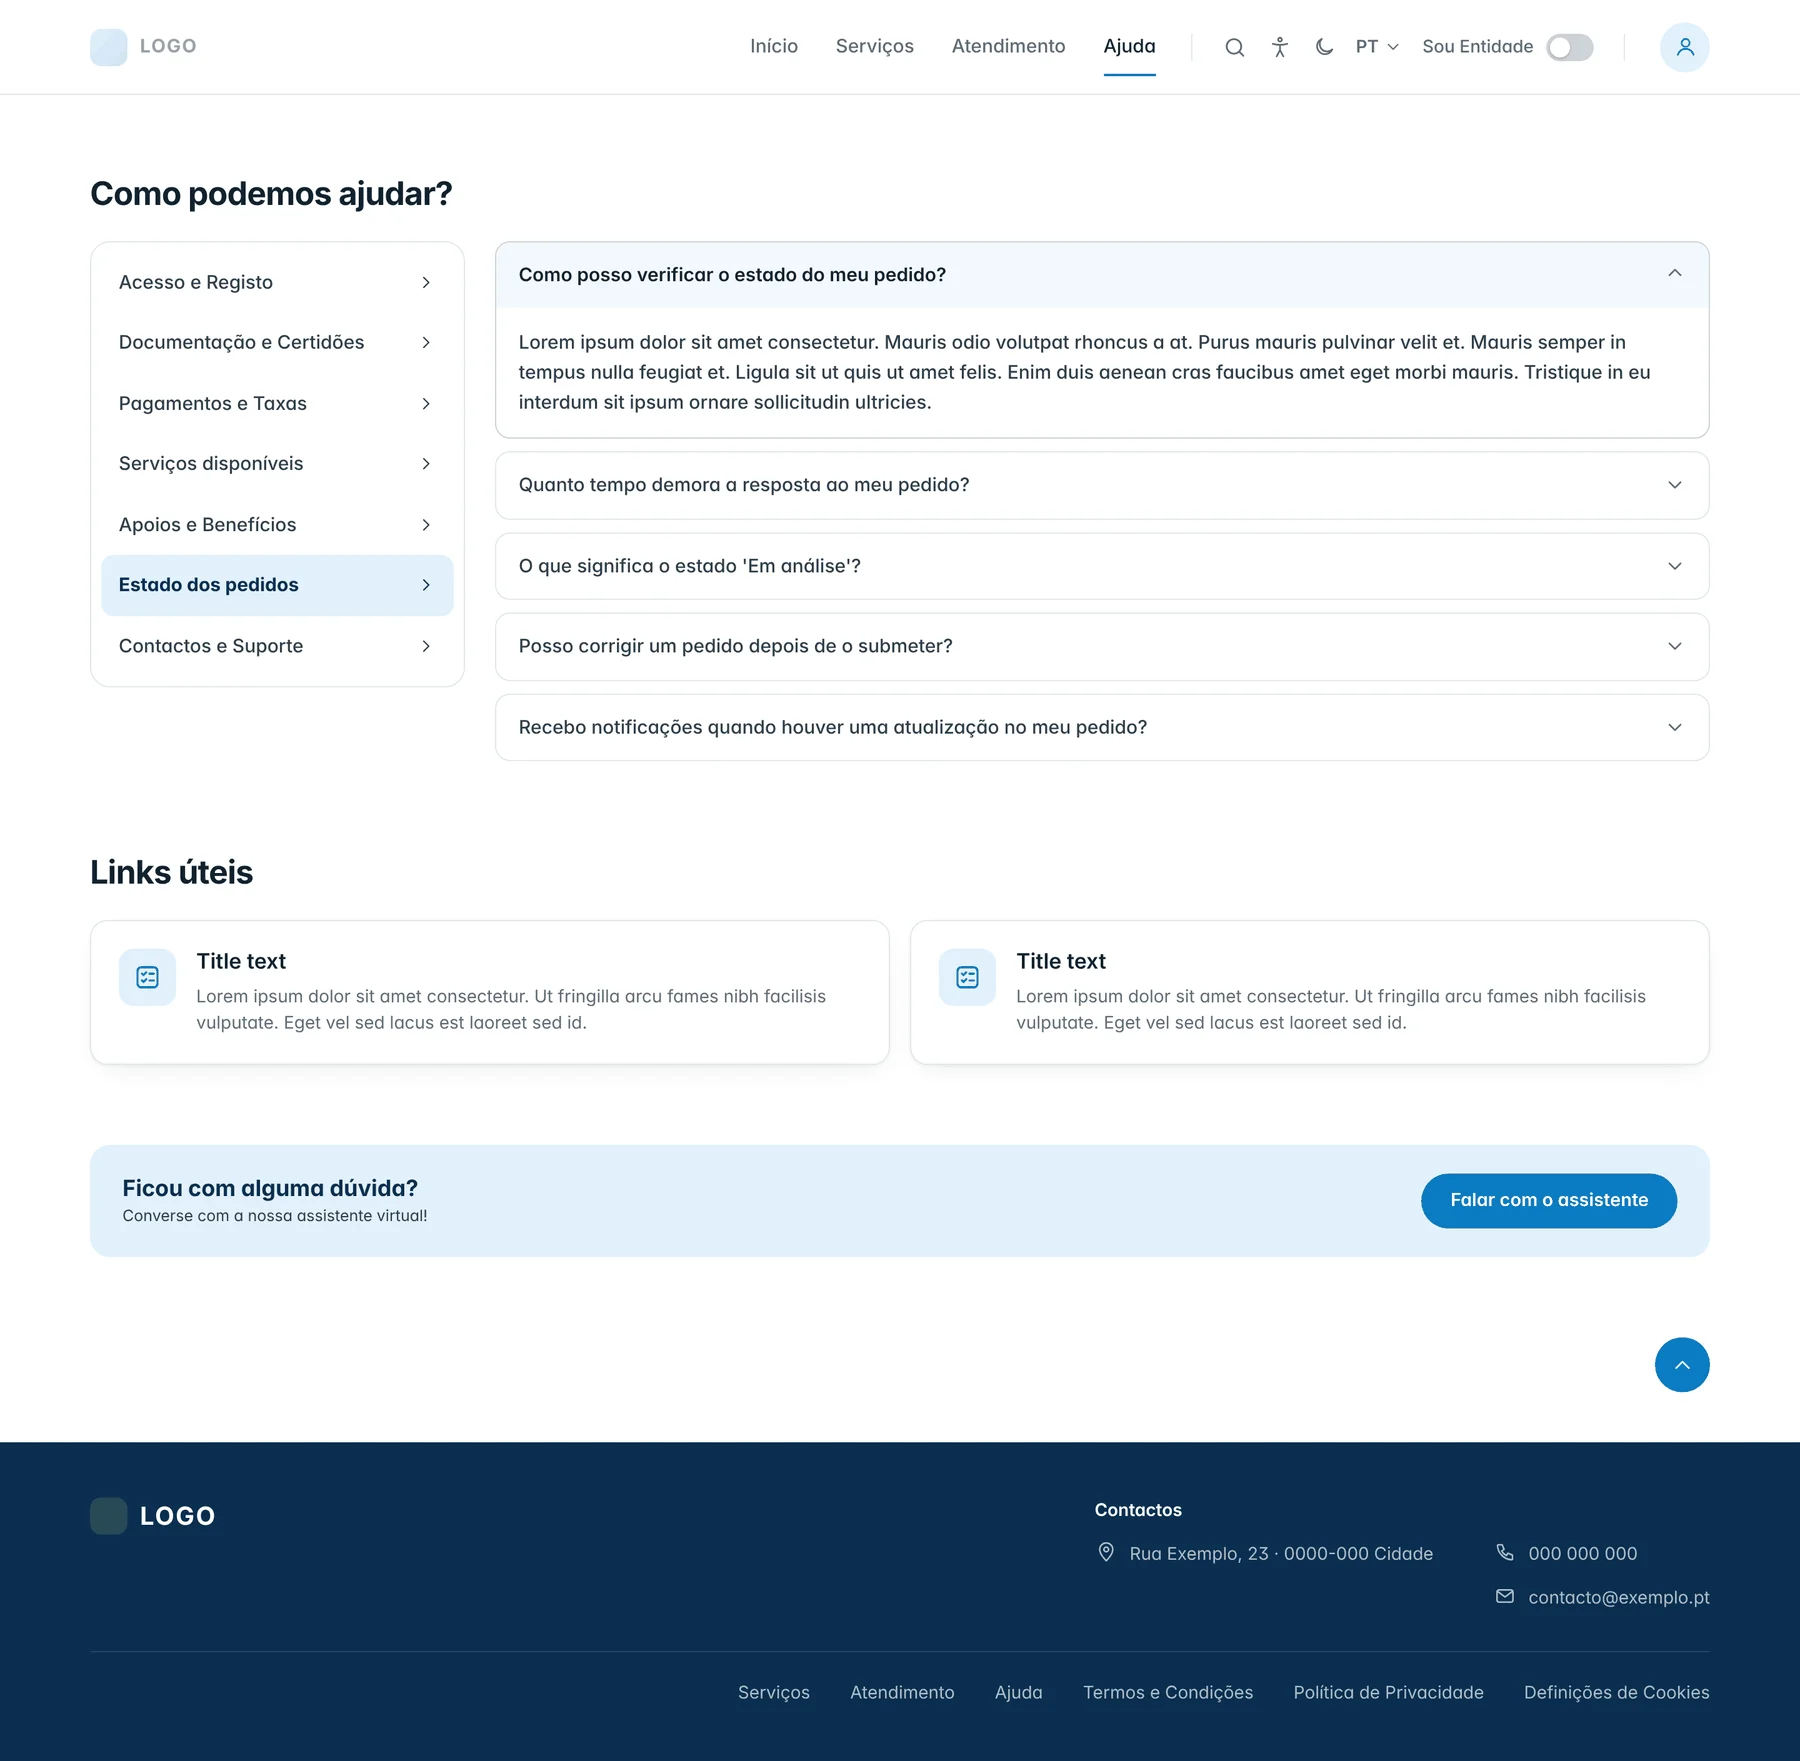 LOGO
Início
Serviços
Atendimento
Ajuda
PT
Sou Entidade
Como podemos ajudar?
Acesso e Registo
Documentação e Certidões
Pagamentos e Taxas
Serviços disponíveis
Apoios e Benefícios
Estado dos pedidos
Contactos e Suporte
Como posso verificar o estado do meu pedido?
Lorem ipsum dolor sit amet consectetur. Mauris odio volutpat rhoncus a at. Purus mauris pulvinar velit et. Mauris semper in
tempus nulla feugiat et. Ligula sit ut quis ut amet felis. Enim duis aenean cras faucibus amet eget morbi mauris. Tristique in eu
interdum sit ipsum ornare sollicitudin ultricies.
Quanto tempo demora a resposta ao meu pedido?
O que significa o estado 'Em análise'?
Posso corrigir um pedido depois de o submeter?
Recebo notificações quando houver uma atualização no meu pedido?
Links úteis
Title text
Lorem ipsum dolor sit amet consectetur. Ut fringilla arcu fames nibh facilisis
vulputate. Eget vel sed lacus est laoreet sed id.
Title text
Lorem ipsum dolor sit amet consectetur. Ut fringilla arcu fames nibh facilisis
vulputate. Eget vel sed lacus est laoreet sed id.
Ficou com alguma dúvida?
Converse com a nossa assistente virtual!
Falar com o assistente
LOGO
Contactos
Rua Exemplo, 23 · 0000-000 Cidade
000 000 000
contacto@exemplo.pt
Serviços
Atendimento
Ajuda
Termos e Condições
Política de Privacidade
Definições de Cookies